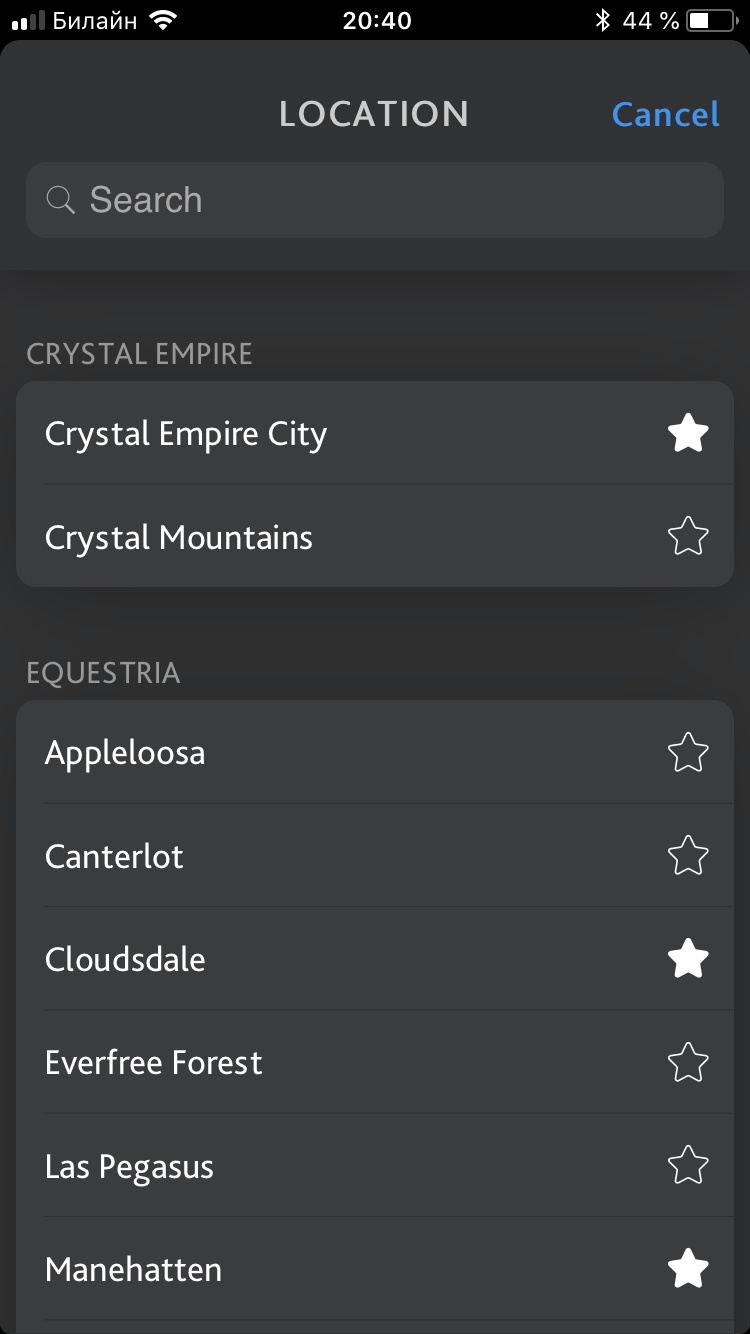 Билайн 20:40 44 %
LOCATION Cancel
Search
CRYSTAL EMPIRE
Crystal Empire City
Crystal Mountains
EQUESTRIA
Appleloosa
Canterlot
Cloudsdale
Everfree Forest
Las Pegasus
Manehatten